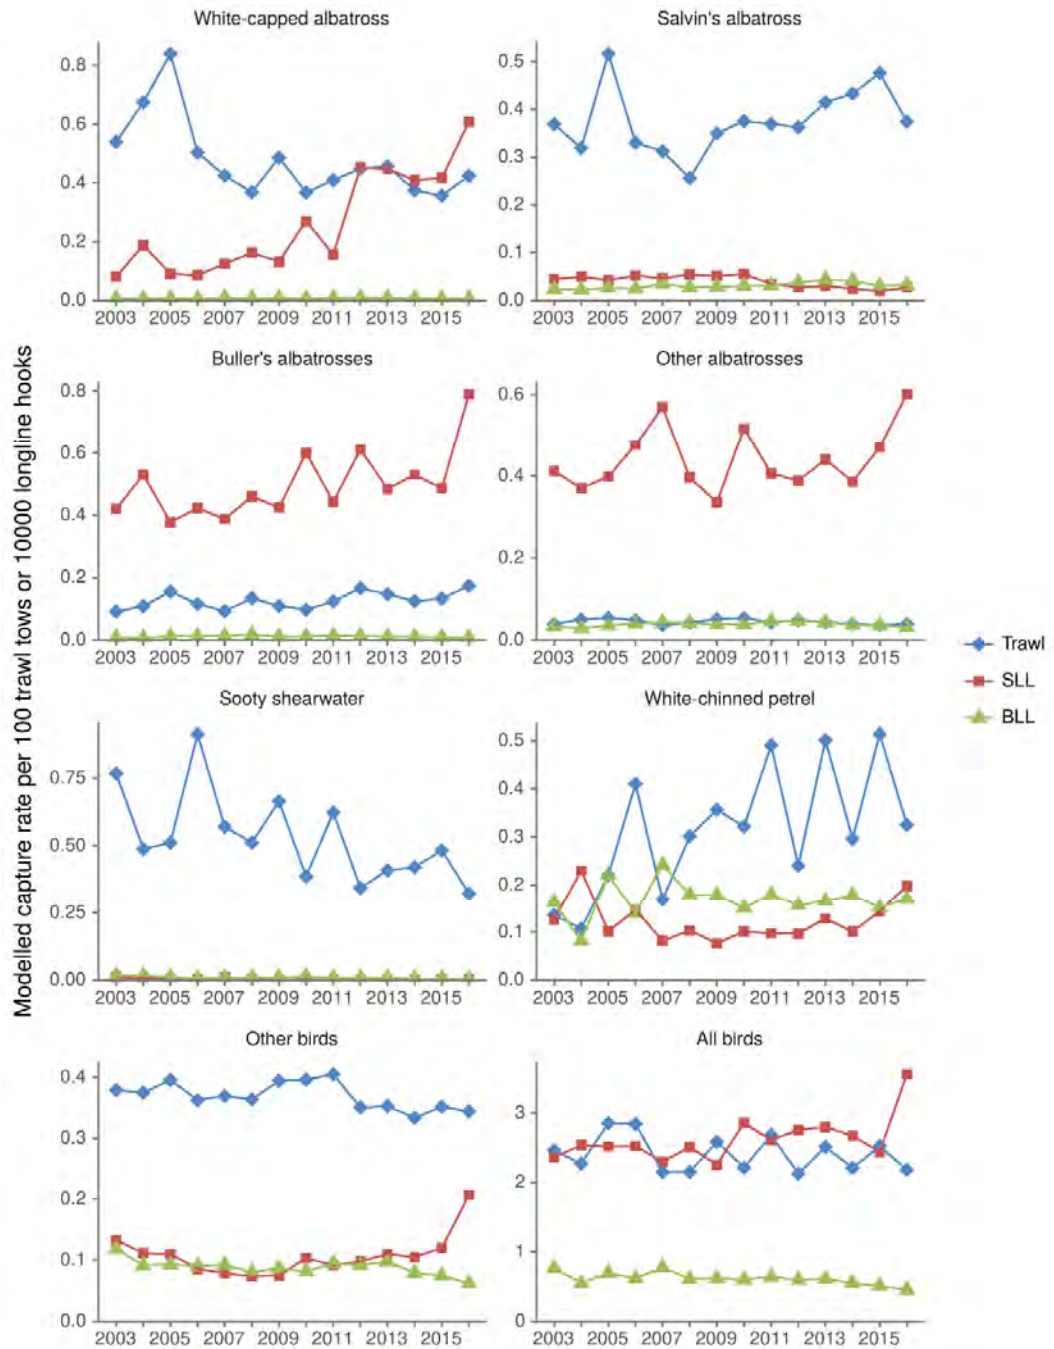 White-capped albatross
Salvin's albatross
0.8
0.6
0.4
0.2
0.0
2003 2005 2007 2009 2011 2013 2015
0.5
0.4
0.3
0.2
0.1
0.0
2003 2005 2007 2009 2011 2013 2015
Buller's albatrosses
Other albatrosses
0.8
0.6
0.4
0.2
0.0
2003 2005 2007 2009 2011 2013 2015
0.6
0.4
0.2
0.0
2003 2005 2007 2009 2011 2013 2015
Modelled capture rate per 100 trawl tows or 10000 longline hooks
Trawl
SLL
BLL
Sooty shearwater
White-chinned petrel
0.75
0.50
0.25
0.00
2003 2005 2007 2009 2011 2013 2015
0.5
0.4
0.3
0.2
0.1
0.0
2003 2005 2007 2009 2011 2013 2015
Other birds
All birds
0.4
0.3
0.2
0.1
0.0
2003 2005 2007 2009 2011 2013 2015
3
2
1
0
2003 2005 2007 2009 2011 2013 2015